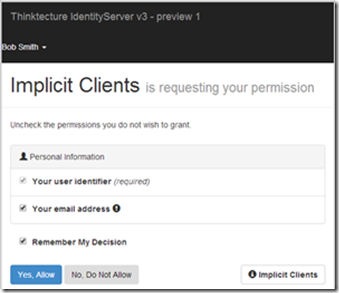 Thinktecture IdentityServer v3 - preview 1
Bob Smith
Implicit Clients is requesting your permission
Uncheck the permissions you do not wish to grant.
Personal Information
Your user identifier (required)
Your email address
Remember My Decision
Yes, Allow No, Do Not Allow Implicit Clients